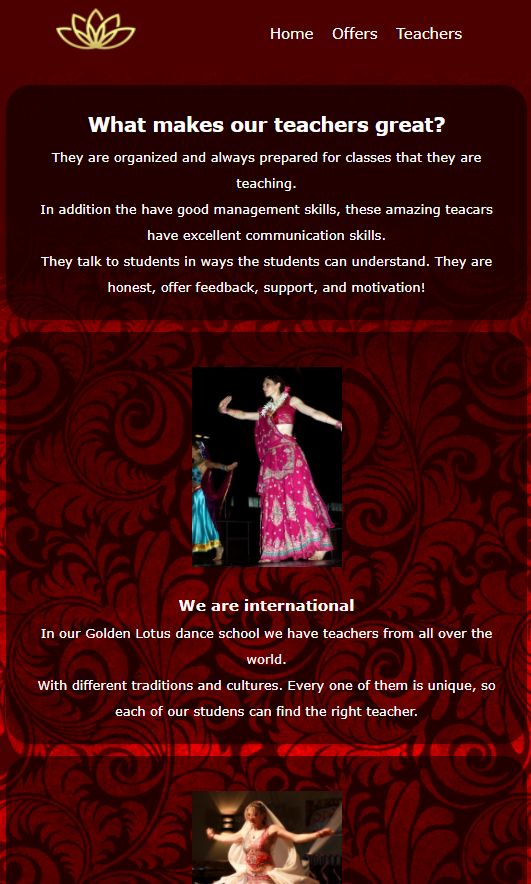 Home Offers Teachers
What makes our teachers great?
They are organized and always prepared for classes that they are
teaching.
In addition the have good management skills, these amazing teacars
have excellent communication skills.
They talk to students in ways the students can understand. They are
honest, offer feedback, support, and motivation!
We are international
In our Golden Lotus dance school we have teachers from all over the
world.
With different traditions and cultures. Every one of them is unique, so
each of our studens can find the right teacher.